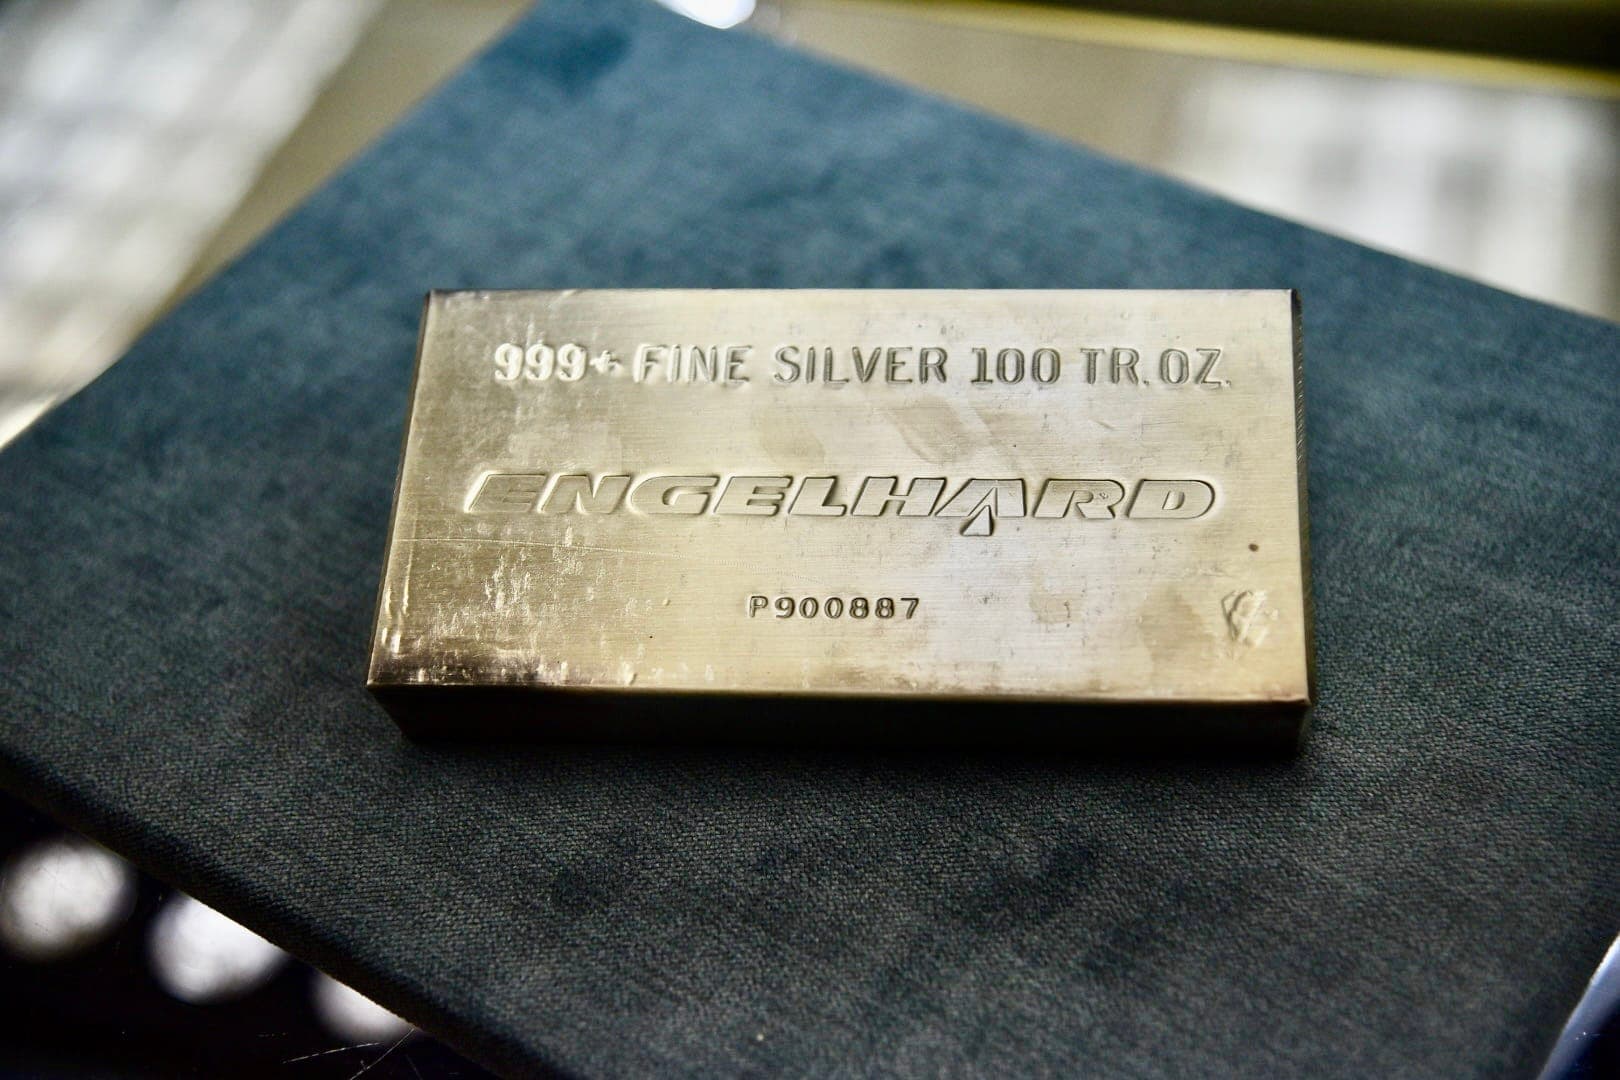 999+ FINE SILVER 100 TR. OZ.
ENGELHARD
P900887